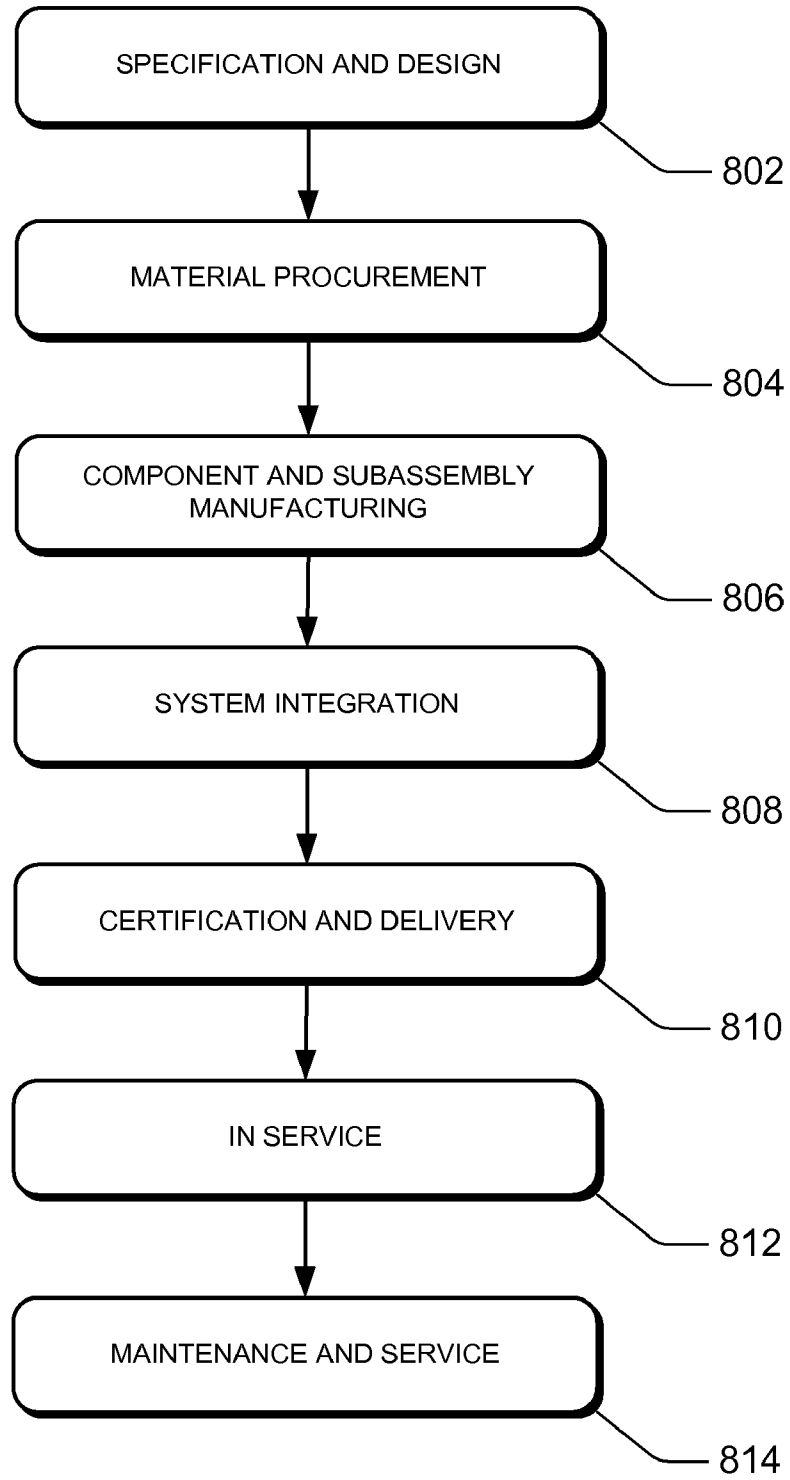 SPECIFICATION AND DESIGN
802
MATERIAL PROCUREMENT
804
COMPONENT AND SUBASSEMBLY
MANUFACTURING
806
SYSTEM INTEGRATION
808
CERTIFICATION AND DELIVERY
810
IN SERVICE
812
MAINTENANCE AND SERVICE
814